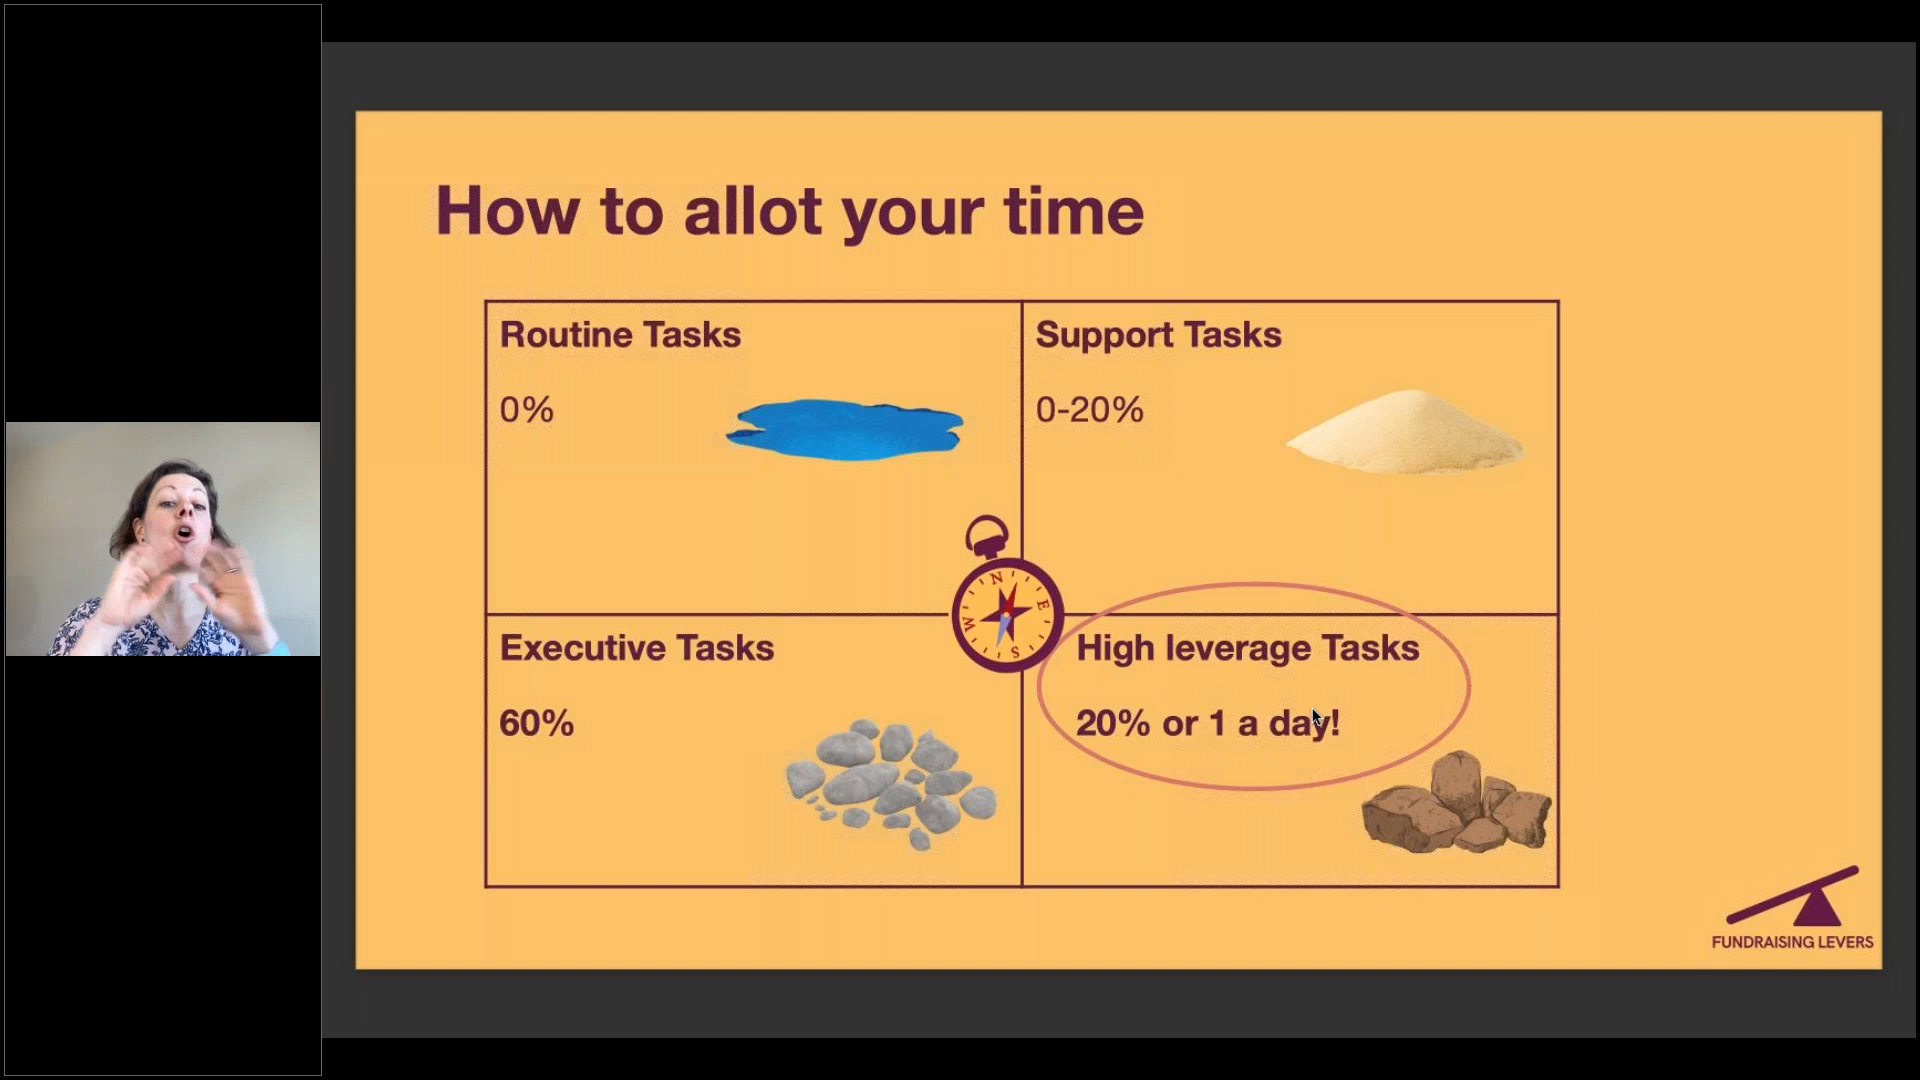 How to allot your time
Routine Tasks
0%
Support Tasks
0-20%
N
E
S
W
Executive Tasks
60%
High leverage Tasks
20% or 1 a day!
FUNDRAISING LEVERS